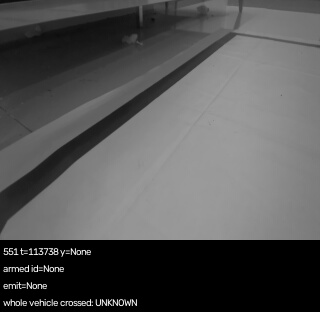 551 t=113738 y=None
armed id=None
emit=None
whole vehicle crossed: UNKNOWN